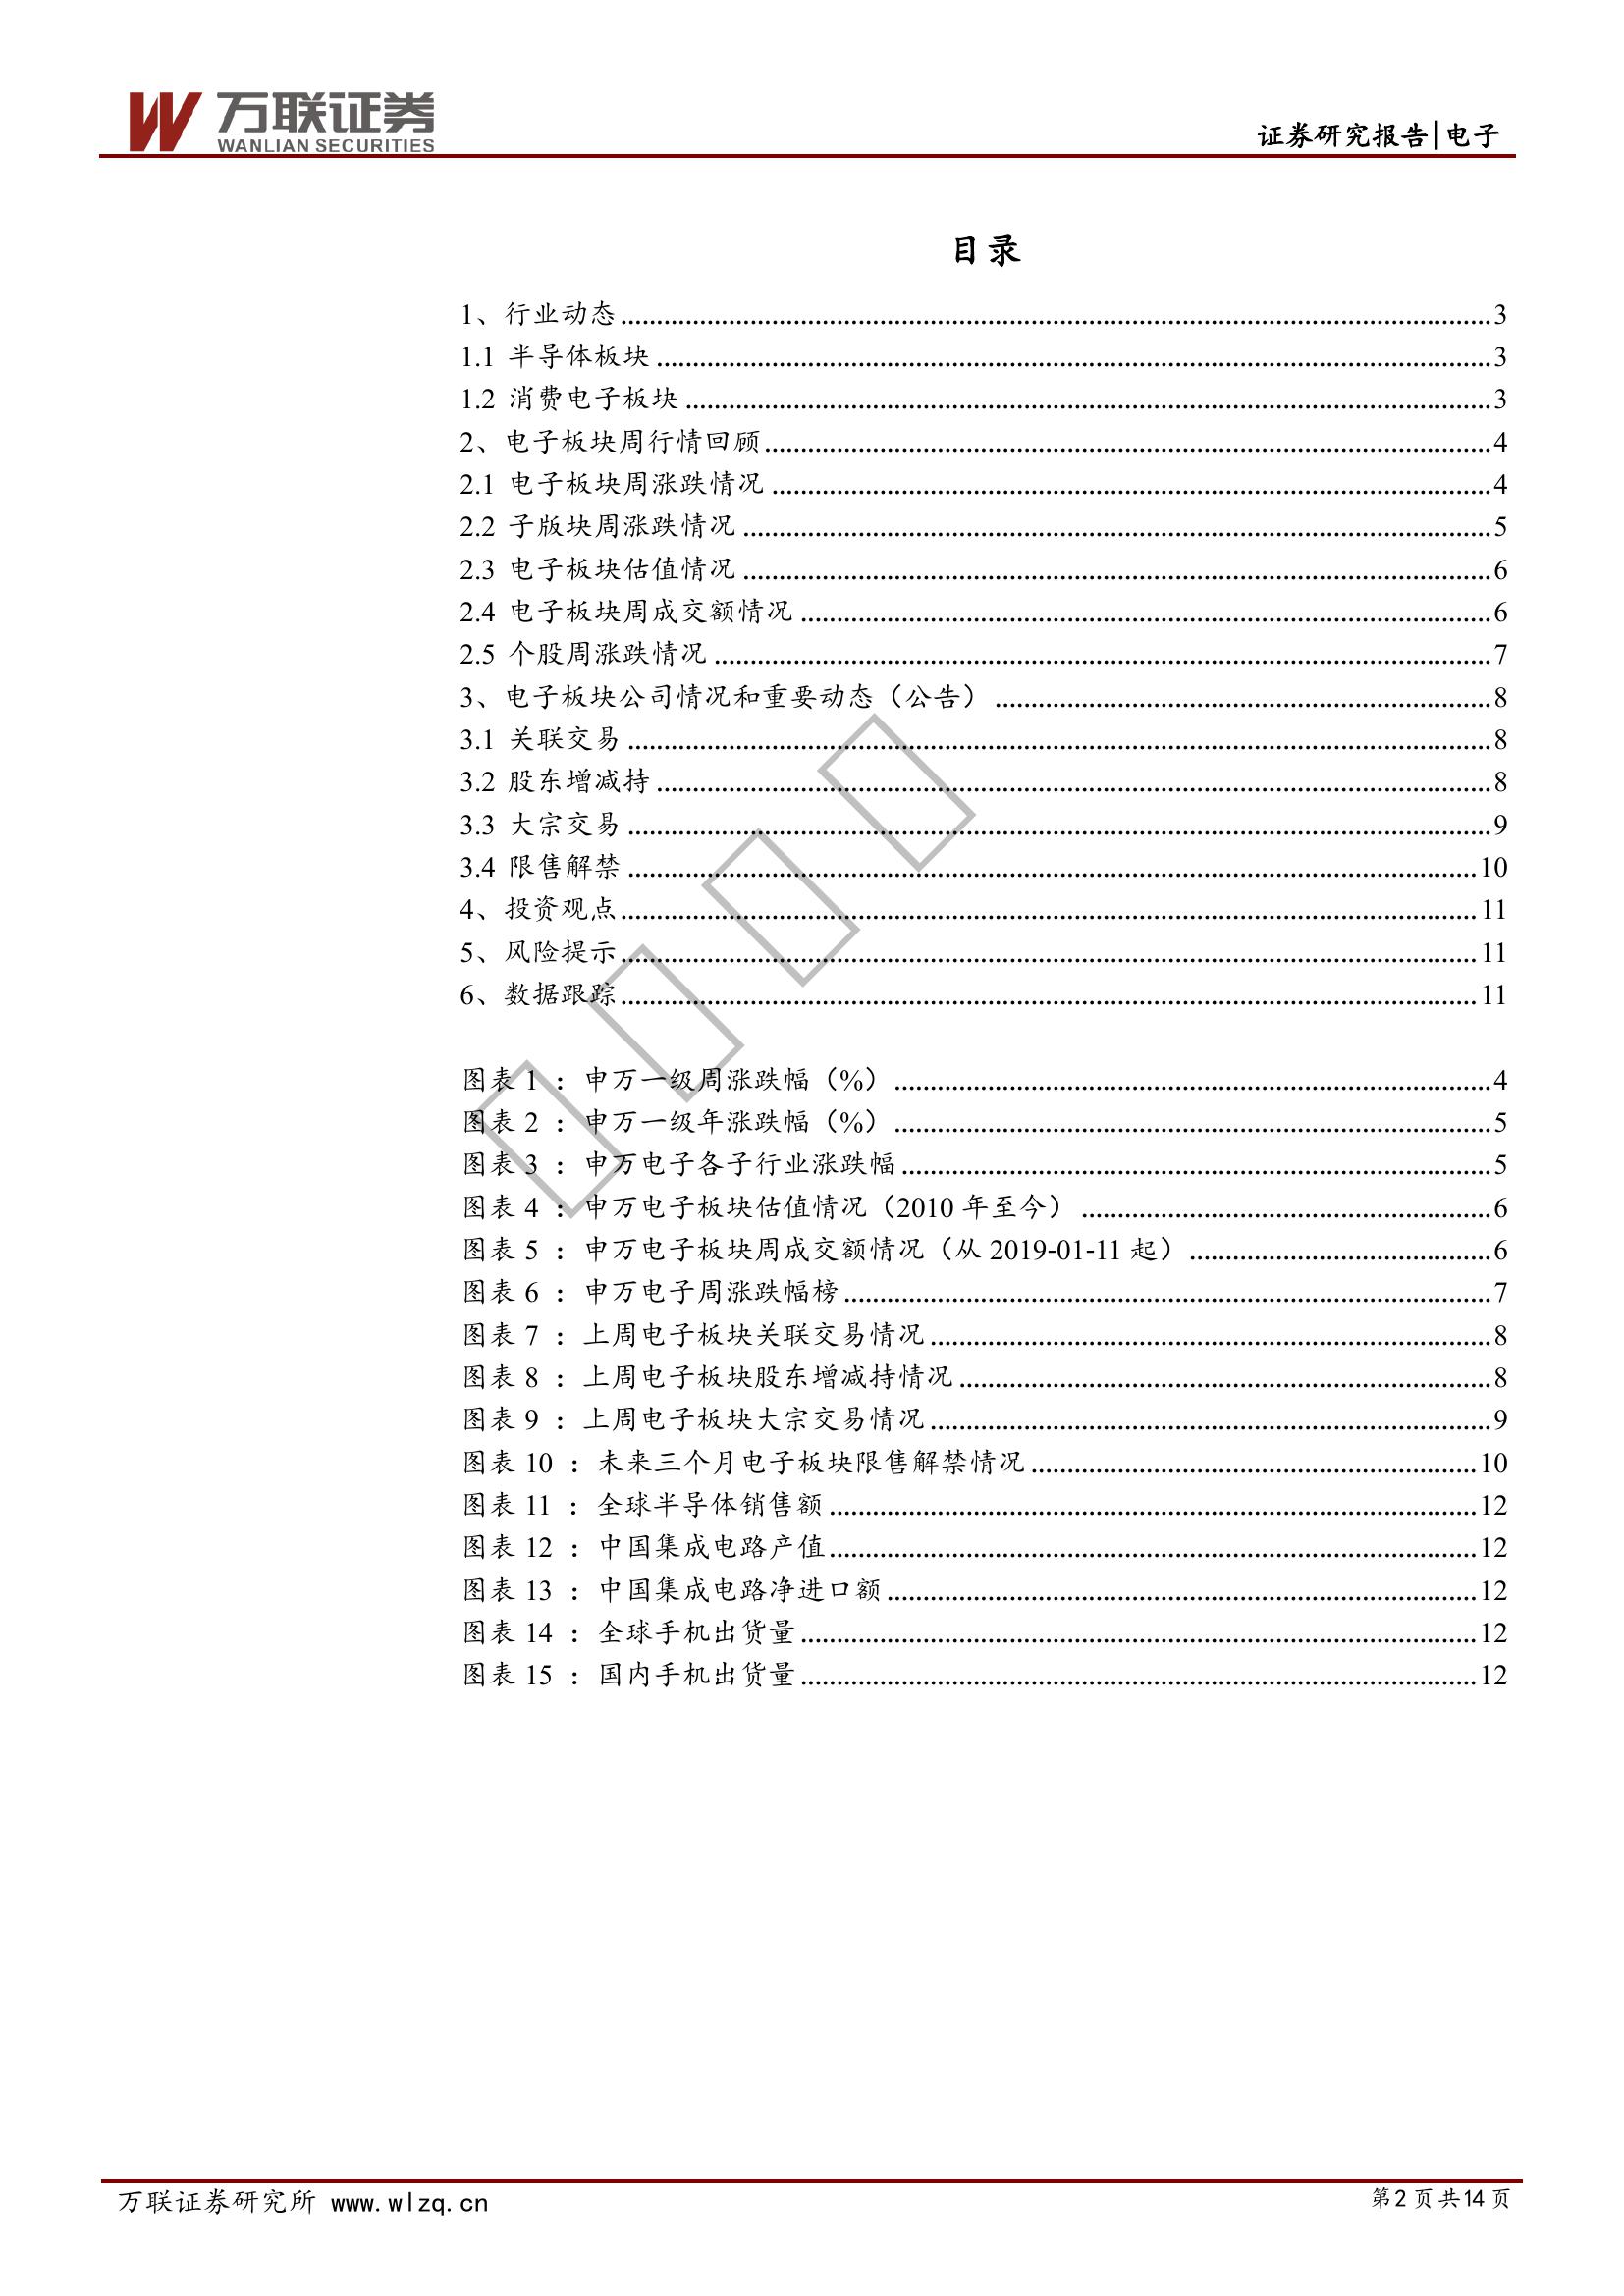 万联证券
WANLIAN SECURITIES
证券研究报告|电子
目录
1、行业动态........................3
1.1 半导体板块........................3
1.2 消费电子板块........................3
2、电子板块周行情回顾........................4
2.1 电子板块周涨跌情况........................4
2.2 子版块周涨跌情况........................5
2.3 电子板块估值情况........................6
2.4 电子板块周成交额情况........................6
2.5 个股周涨跌情况........................7
3、电子板块公司情况和重要动态（公告）........................8
3.1 关联交易........................8
3.2 股东增减持........................8
3.3 大宗交易........................9
3.4 限售解禁........................10
4、投资观点........................11
5、风险提示........................11
6、数据跟踪........................11
图表 1 ：申万一级周涨跌幅（%）........................4
图表 2 ：申万一级年涨跌幅（%）........................5
图表 3 ：申万电子各子行业涨跌幅........................5
图表 4 ：申万电子板块估值情况（2010 年至今）........................6
图表 5 ：申万电子板块周成交额情况（从 2019-01-11 起）........................6
图表 6 ：申万电子周涨跌幅榜........................7
图表 7 ：上周电子板块关联交易情况........................8
图表 8 ：上周电子板块股东增减持情况........................8
图表 9 ：上周电子板块大宗交易情况........................9
图表 10 ：未来三个月电子板块限售解禁情况........................10
图表 11 ：全球半导体销售额........................12
图表 12 ：中国集成电路产值........................12
图表 13 ：中国集成电路净进口额........................12
图表 14 ：全球手机出货量........................12
图表 15 ：国内手机出货量........................12
万联证券研究所 www.wlzq.cn
第2 页 共14 页